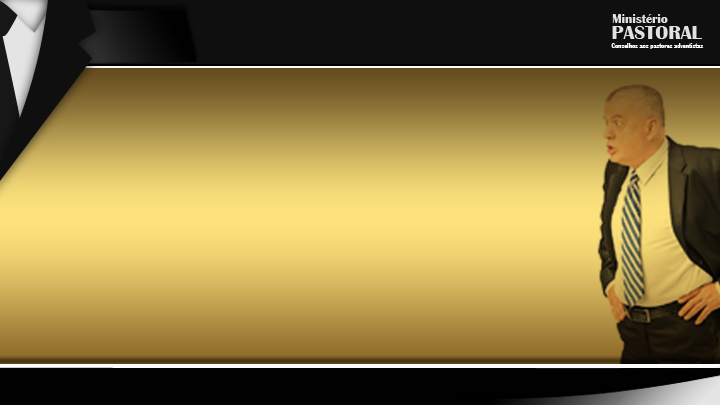 Ministério
PASTORAL
Conselhos aos pastores adventistas